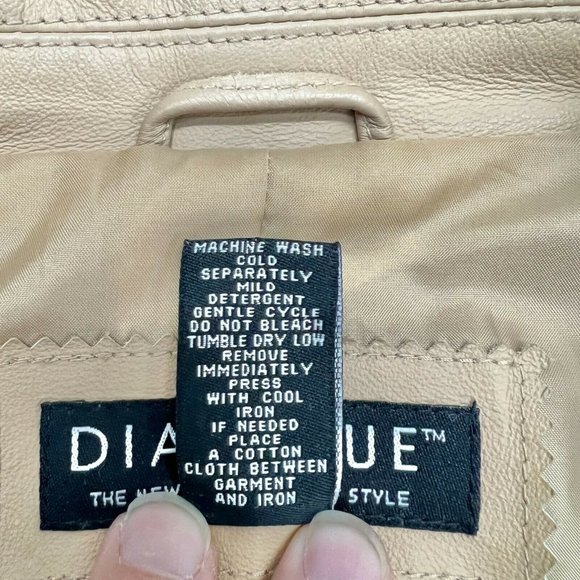 MACHINE WASH
COLD
SEPARATELY
MILD
DETERGENT
GENTLE CYCLE
DO NOT BLEACH
TUMBLE DRY LOW
REMOVE
IMMEDIATELY
PRESS
WITH COOL
IRON
IF NEEDED
PLACE
A COTTON
CLOTH BETWEEN
GARMENT
AND IRON
DIA UE™
THE NEW STYLE